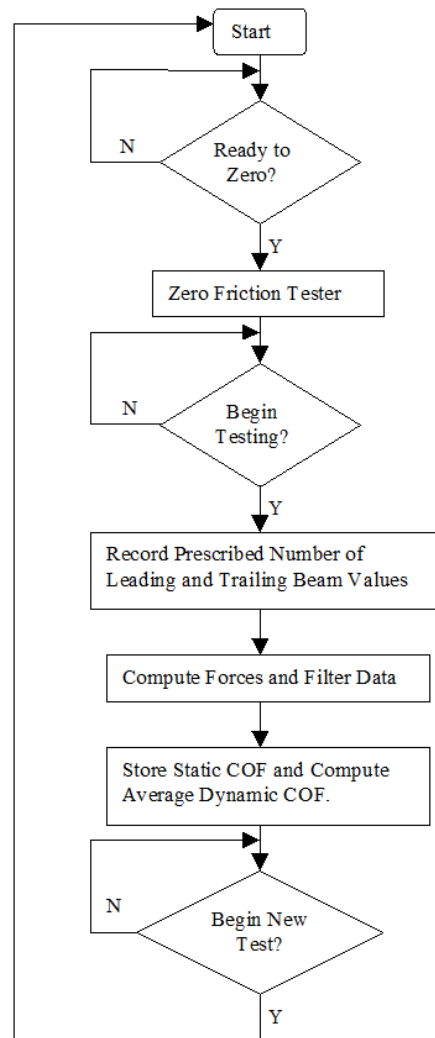 Start
Ready to
Zero?
N
Y
Zero Friction Tester
N
Begin
Testing?
Y
Record Prescribed Number of
Leading and Trailing Beam Values
Compute Forces and Filter Data
Store Static COF and Compute
Average Dynamic COF.
N
Begin New
Test?
Y